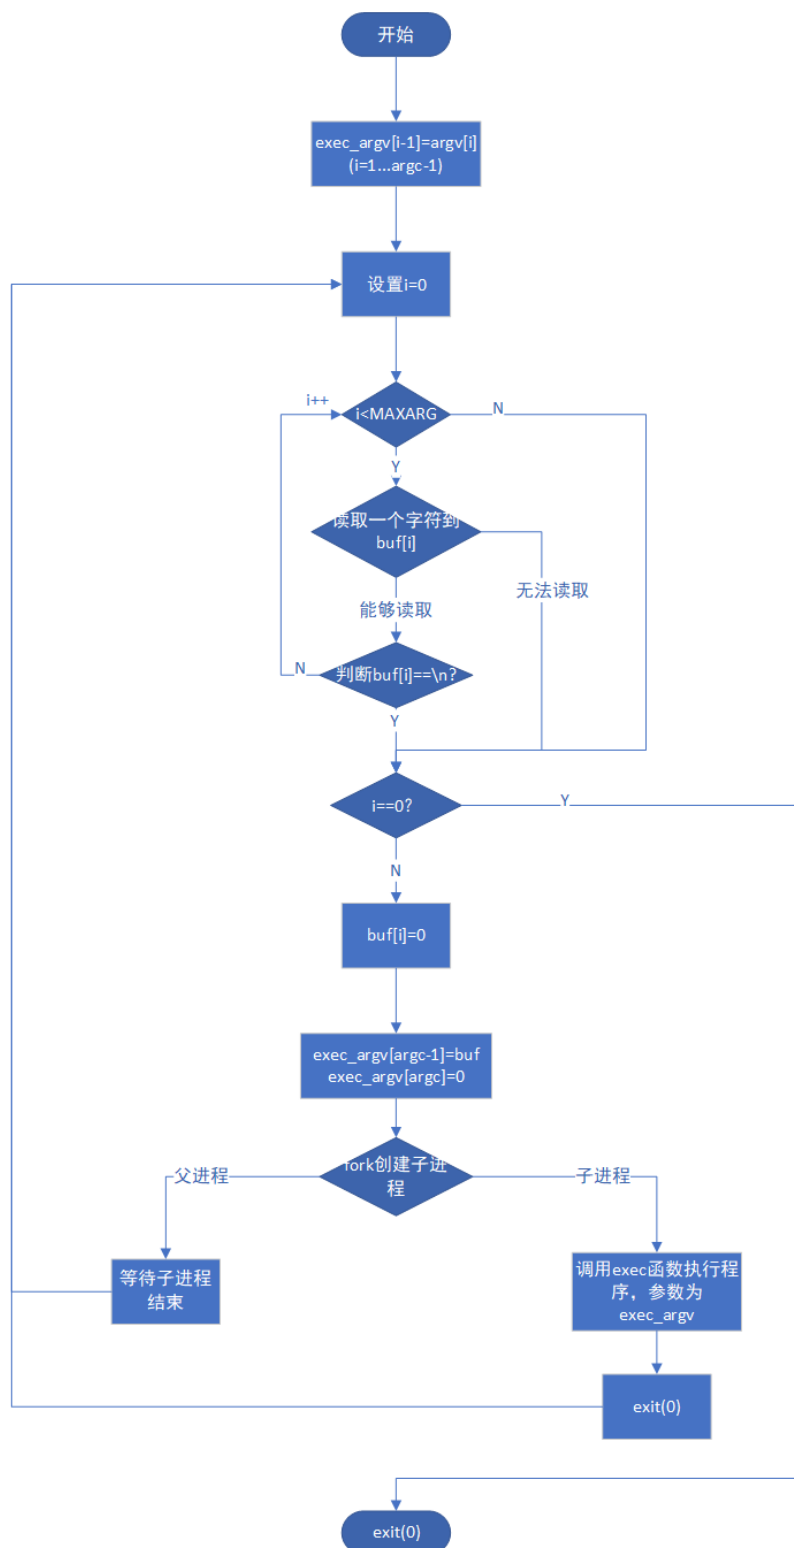 开始
exec_argv[i-1]=argv[i]
(i=1...argc-1)
设置i=0
i++
i<MAXARG
N
Y
读取一个字符到
buf[i]
无法读取
能够读取
N
判断buf[i]==\n?
Y
i==0?
Y
N
buf[i]=0
exec_argv[argc-1]=buf
exec_argv[argc]=0
父进程
fork创建子进
程
子进程
等待子进程
结束
调用exec函数执行程
序，参数为
exec_argv
exit(0)
exit(0)